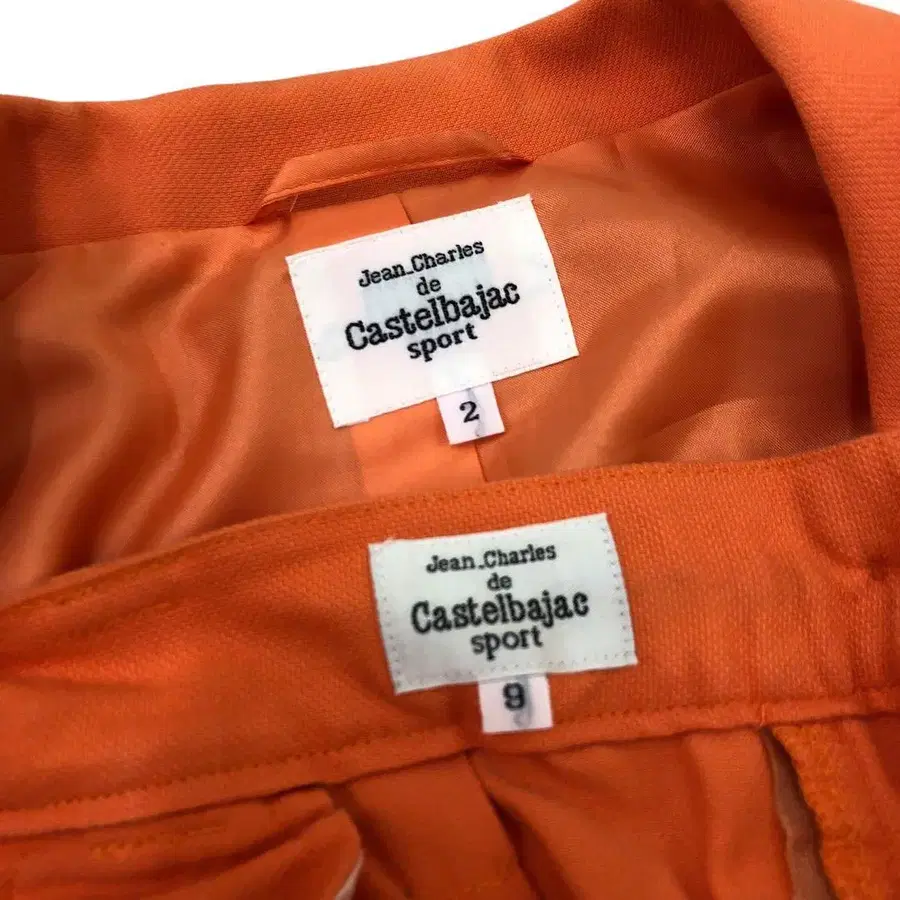 Jean_Charles
de
Castelbajac
sport
2
Jean_Charles
de
Castelbajac
sport
9